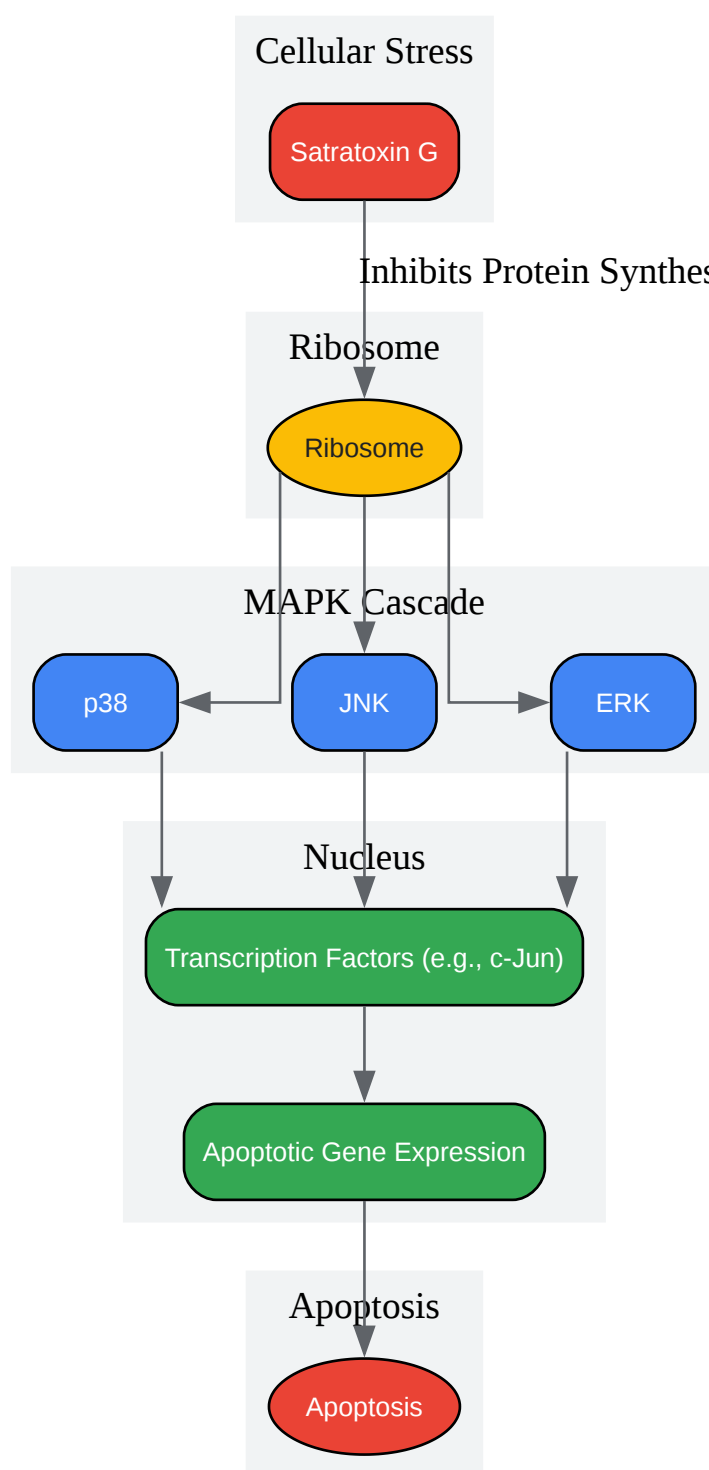 Cellular Stress
Satratoxin G
Inhibits Protein Synthes
Ribosome
Ribosome
MAPK Cascade
p38
JNK
ERK
Nucleus
Transcription Factors (e.g., c-Jun)
Apoptotic Gene Expression
Apoptosis
Apoptosis